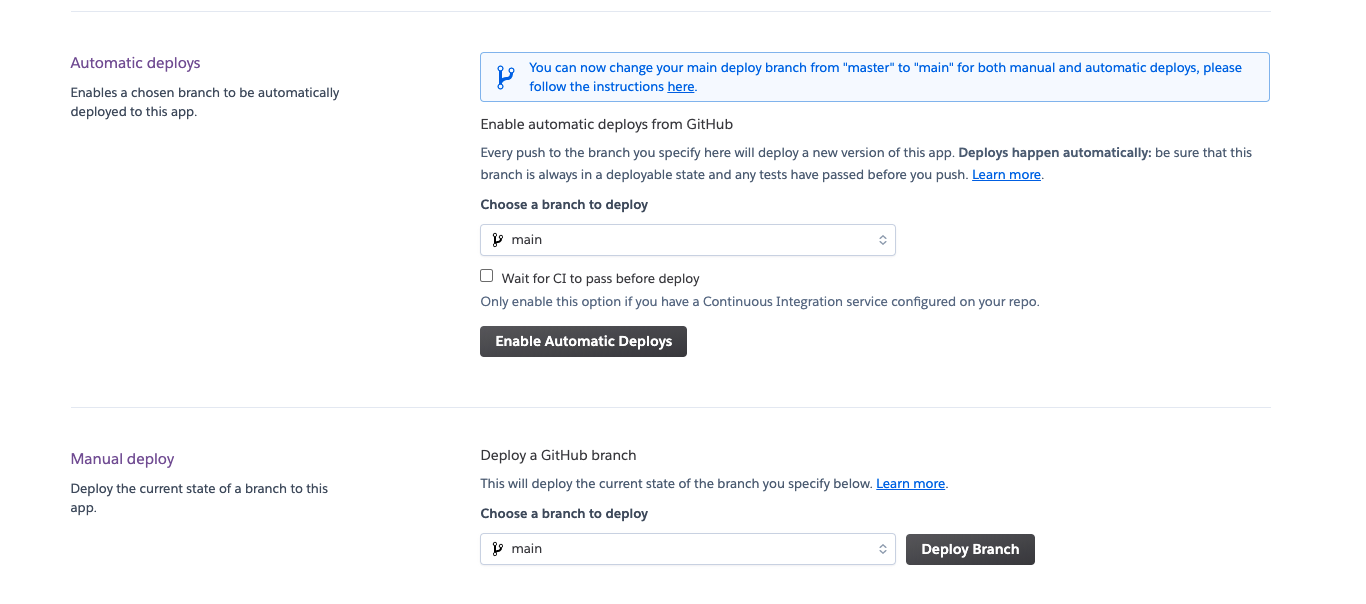 Automatic deploys
Enables a chosen branch to be automatically
deployed to this app.
You can now change your main deploy branch from "master" to "main" for both manual and automatic deploys, please
follow the instructions here.
Enable automatic deploys from GitHub
Every push to the branch you specify here will deploy a new version of this app. Deploys happen automatically: be sure that this
branch is always in a deployable state and any tests have passed before you push. Learn more.
Choose a branch to deploy
main
Wait for CI to pass before deploy
Only enable this option if you have a Continuous Integration service configured on your repo.
Enable Automatic Deploys
Manual deploy
Deploy the current state of a branch to this
app.
Deploy a GitHub branch
This will deploy the current state of the branch you specify below. Learn more.
Choose a branch to deploy
main
Deploy Branch